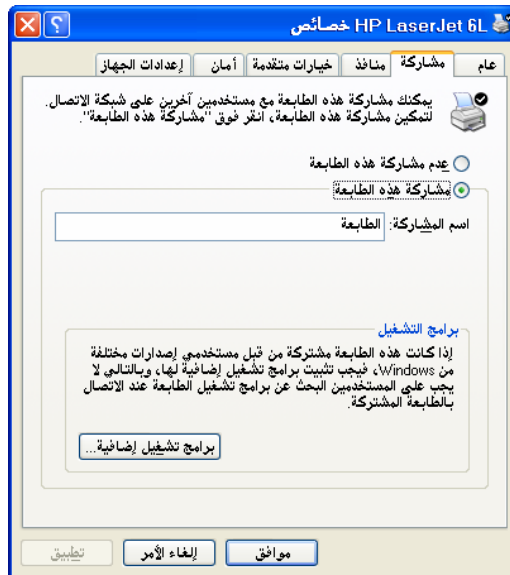 خصائص HP LaserJet 6L
عام
مشاركة
منافذ
خيارات متقدمة
أمان
إعدادات الجهاز
يمكنك مشاركة هذه الطابعة مع مستخدمين آخرين على شبكة الاتصال.
لتمكين مشاركة هذه الطابعة، انقر فوق "مشاركة هذه الطابعة".
عدم مشاركة هذه الطابعة
مشاركة هذه الطابعة
اسم المشاركة: الطابعة
برامج التشغيل
إذا كانت هذه الطابعة مشتركة من قبل مستخدمي إصدارات مختلفة
من Windows، فيجب تثبيت برامج تشغيل إضافية لها، وبالتالي لا
يجب على المستخدمين البحث عن برامج تشغيل الطابعة عند الاتصال
بالطابعة المشتركة.
برامج تشغيل إضافية...
موافق
إلغاء الأمر
تطبيق